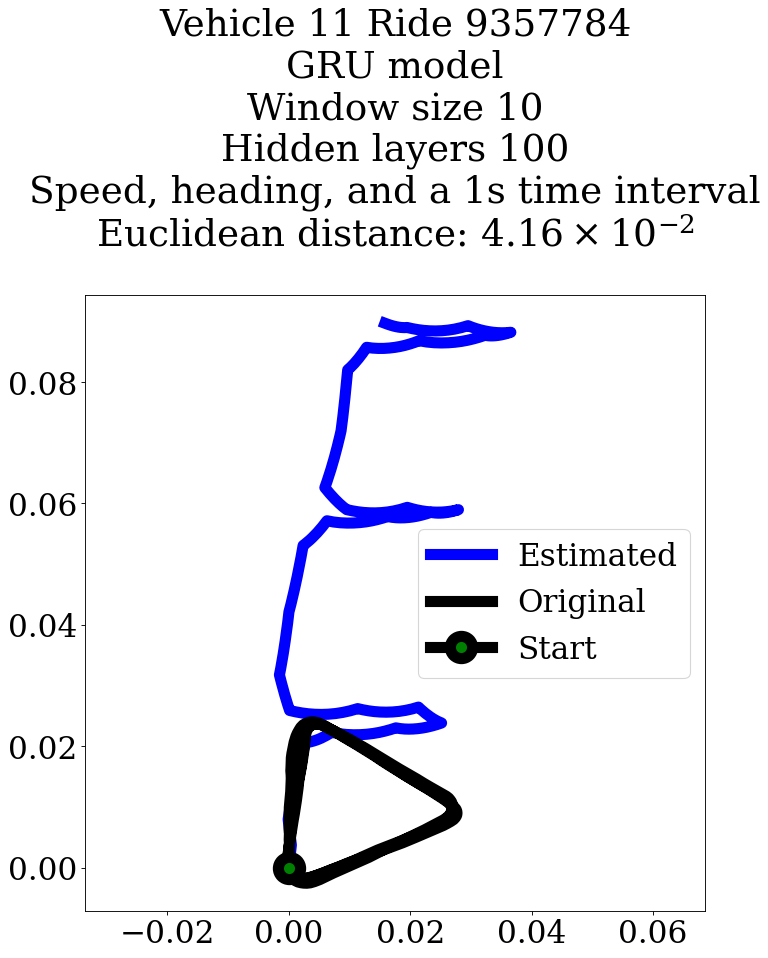 Vehicle 11 Ride 9357784
GRU model
Window size 10
Hidden layers 100
Speed, heading, and a 1s time interval
Euclidean distance: 4.16 × 10⁻²
0.08
0.06
0.04
0.02
0.00
Estimated
Original
Start
−0.02 0.00 0.02 0.04 0.06